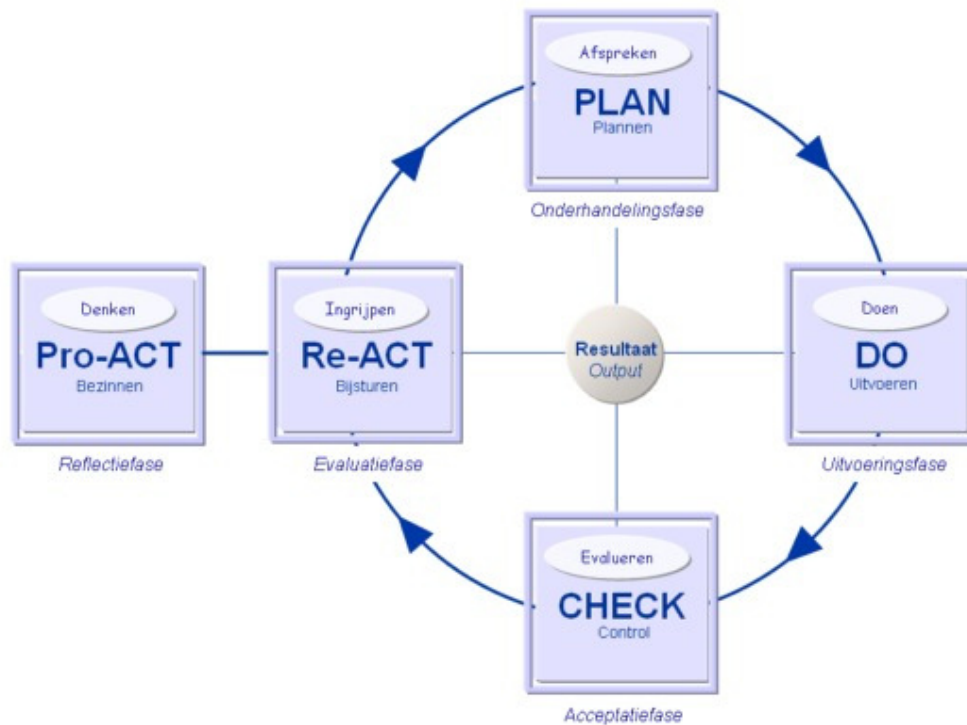 Afspreken
PLAN
Plannen
Onderhandelingsfase
Denken
Pro-ACT
Bezinnen
Reflectiefase
Ingrijpen
Re-ACT
Bijsturen
Evaluatiefase
Resultaat
Output
Doen
DO
Uitvoeren
Uitvoeringsfase
Evalueren
CHECK
Control
Acceptatiefase